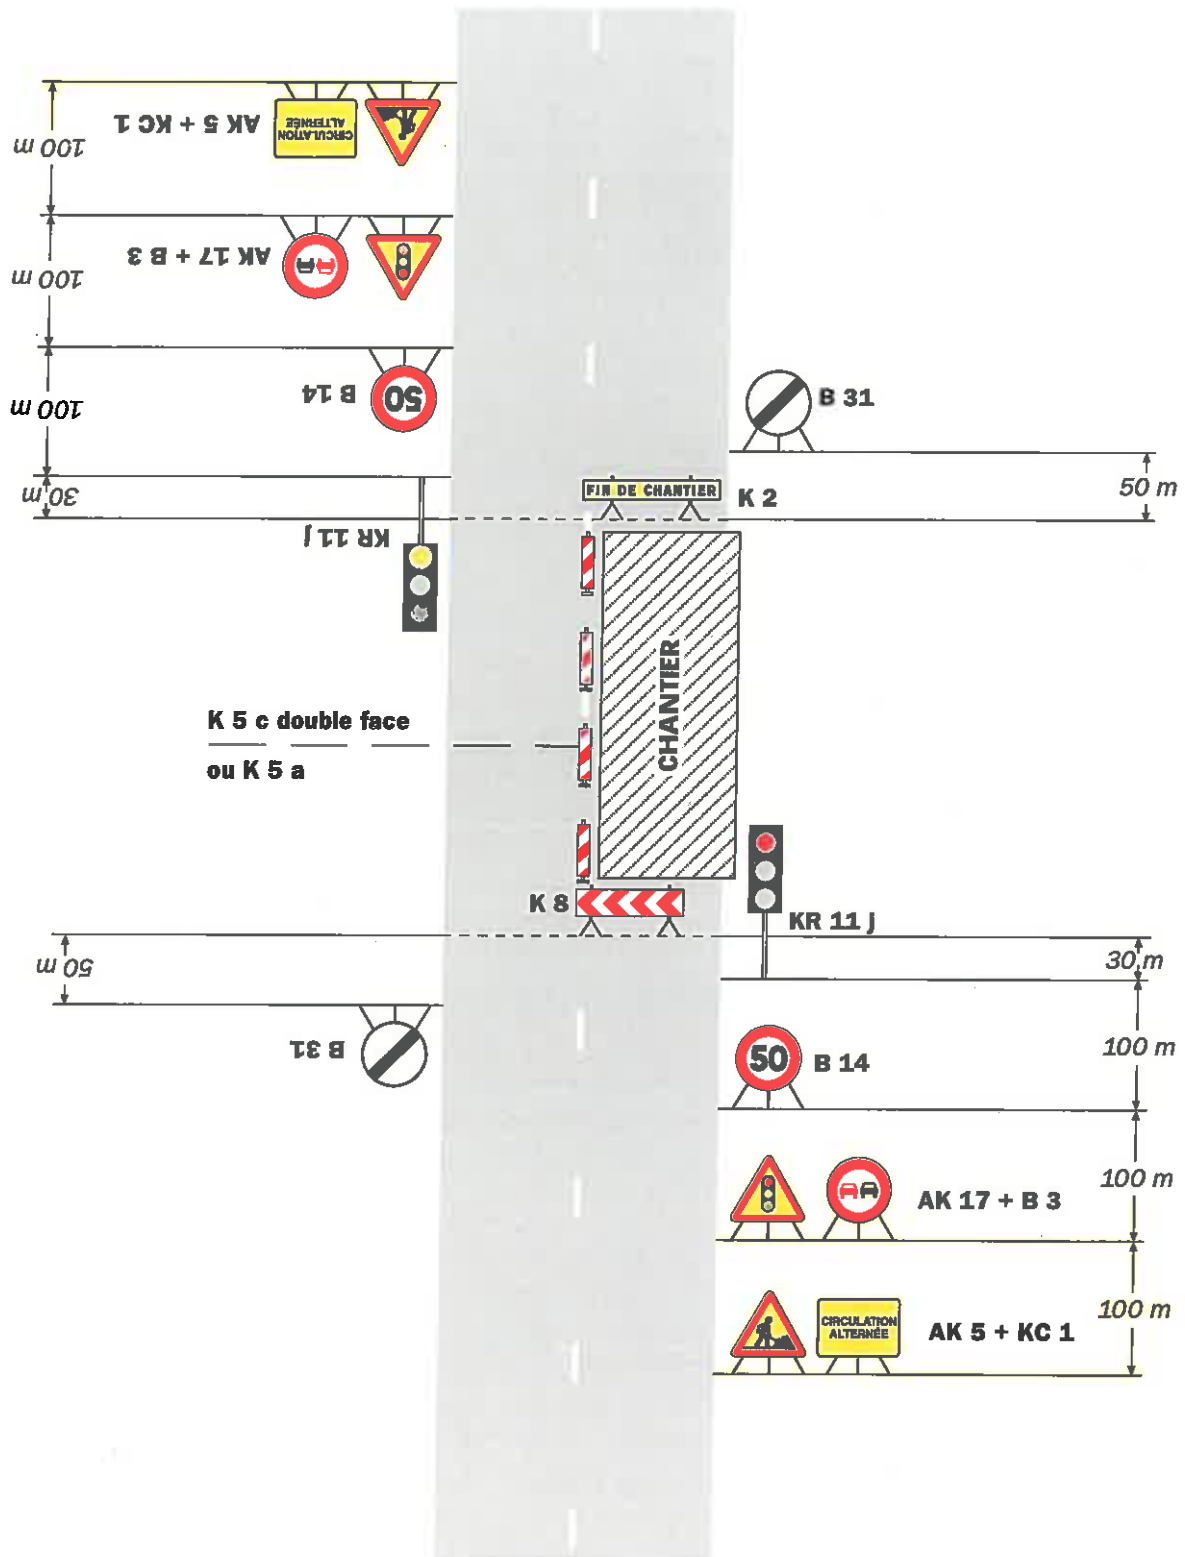 AK 5 + KC 1
CIRCULATION
ALTERNÉE
100 m
AK 17 + B 3
100 m
B 14
50
100 m
B 31
30 m
FIN DE CHANTIER
K 2
50 m
KR 11 j
CHANTIER
K 5 c double face
ou K 5 a
K 8
KR 11 j
50 m
30 m
B 31
50
B 14
100 m
AK 17 + B 3
100 m
CIRCULATION
ALTERNÉE
AK 5 + KC 1
100 m